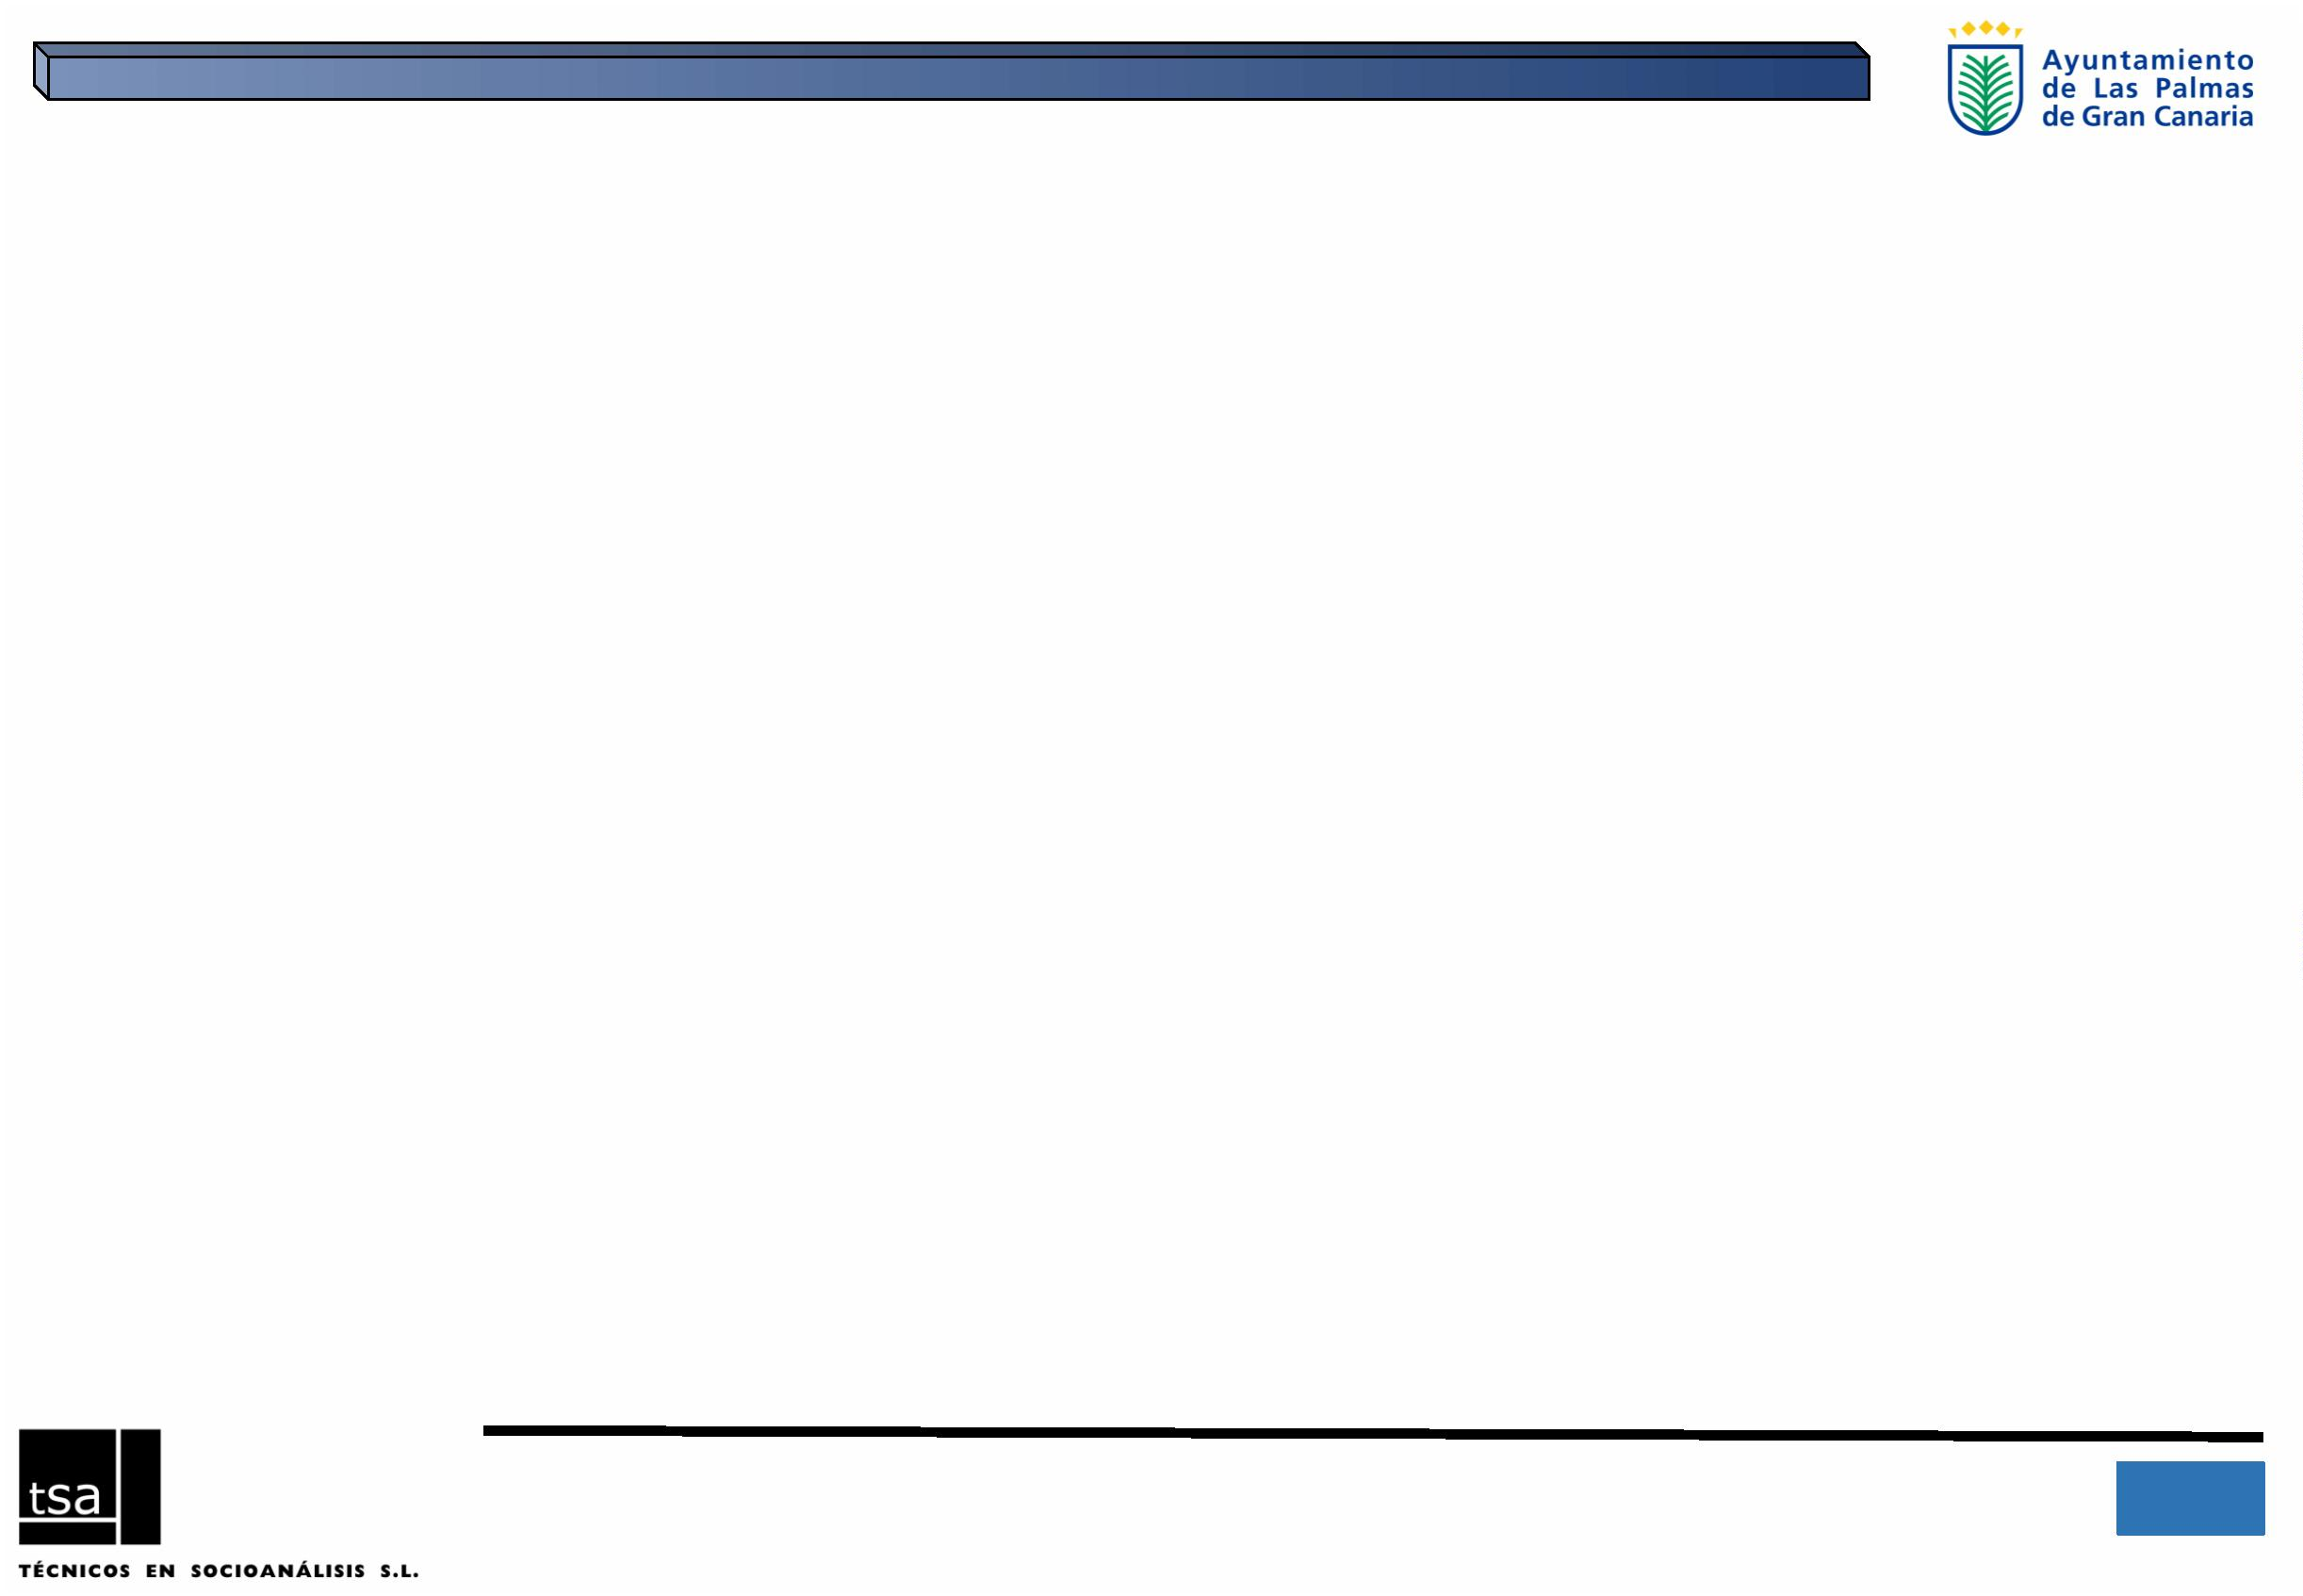 Ayuntamiento
de Las Palmas
de Gran Canaria
tsa
TÉCNICOS EN SOCIOANÁLISIS S.L.